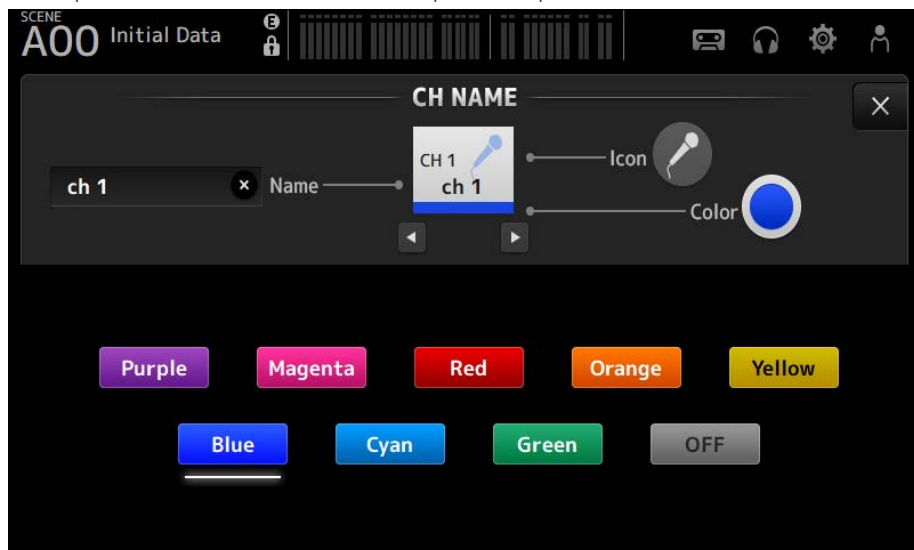 SCENE
A00 Initial Data
E
CH NAME
ch 1
Name
CH 1
ch 1
Icon
Color
Purple Magenta Red Orange Yellow
Blue Cyan Green OFF